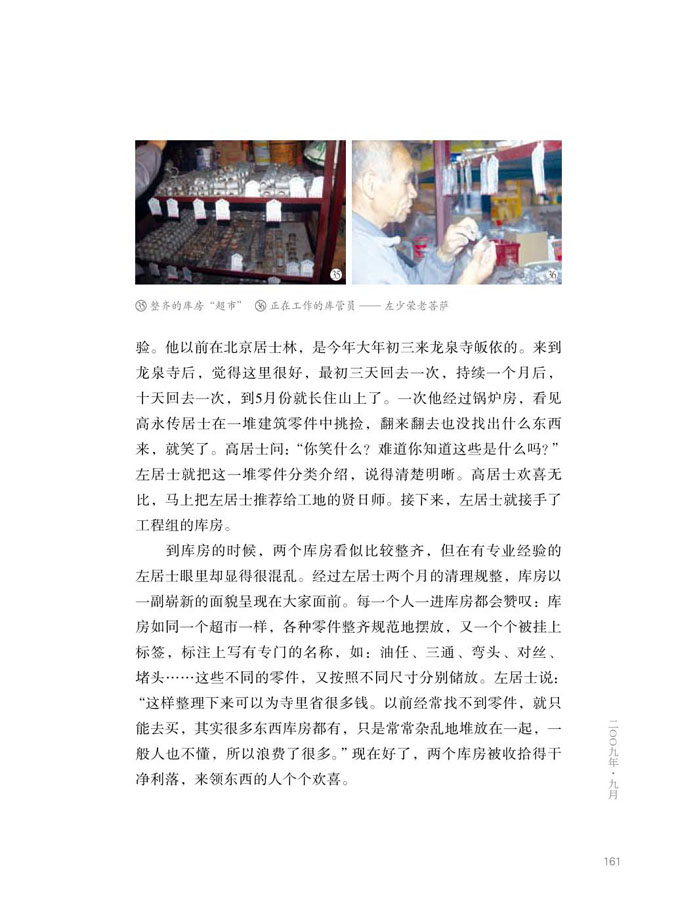 ㉟
㊱
㉟ 整齐的库房“超市” ㊱ 正在工作的库管员 —— 左少荣老菩萨
验。他以前在北京居士林，是今年大年初三来龙泉寺皈依的。来到
龙泉寺后，觉得这里很好，最初三天回去一次，持续一个月后，
十天回去一次，到5月份就长住山上了。一次他经过锅炉房，看见
高永传居士在一堆建筑零件中挑捡，翻来翻去也没找出什么东西
来，就笑了。高居士问：“你笑什么？难道你知道这些是什么吗？”
左居士就把这一堆零件分类介绍，说得清楚明晰。高居士欢喜无
比，马上把左居士推荐给工地的贤日师。接下来，左居士就接手了
工程组的库房。
到库房的时候，两个库房看似比较整齐，但在有专业经验的
左居士眼里却显得很混乱。经过左居士两个月的清理规整，库房以
一副崭新的面貌呈现在大家面前。每一个人一进库房都会赞叹：库
房如同一个超市一样，各种零件整齐规范地摆放，又一个个被挂上
标签，标注上写有专门的名称，如：油任、三通、弯头、对丝、
堵头……这些不同的零件，又按照不同尺寸分别储放。左居士说：
“这样整理下来可以为寺里省很多钱。以前经常找不到零件，就只
能去买，其实很多东西库房都有，只是常常杂乱地堆放在一起，一
般人也不懂，所以浪费了很多。”现在好了，两个库房被收拾得干
净利落，来领东西的人个个欢喜。
二〇〇九年·九月
161